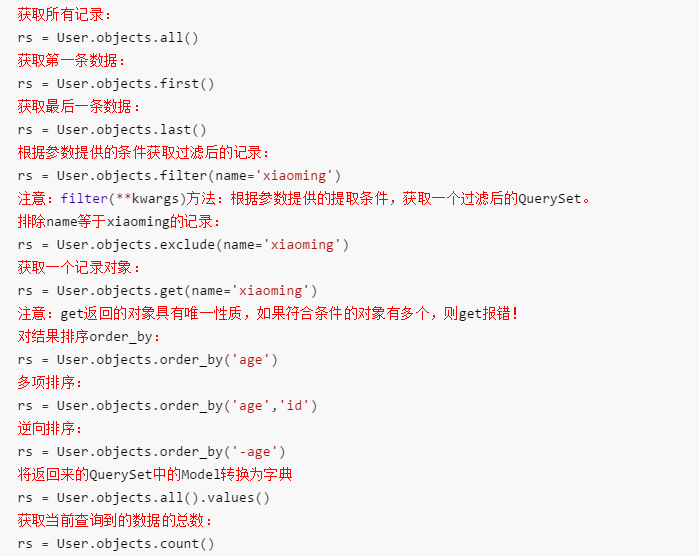 获取所有记录：
rs = User.objects.all()
获取第一条数据：
rs = User.objects.first()
获取最后一条数据：
rs = User.objects.last()
根据参数提供的条件获取过滤后的记录：
rs = User.objects.filter(name='xiaoming')
注意：filter(**kwargs)方法：根据参数提供的提取条件，获取一个过滤后的QuerySet。
排除name等于xiaoming的记录：
rs = User.objects.exclude(name='xiaoming')
获取一个记录对象：
rs = User.objects.get(name='xiaoming')
注意：get返回的对象具有唯一性质，如果符合条件的对象有多个，则get报错！
对结果排序order_by：
rs = User.objects.order_by('age')
多项排序：
rs = User.objects.order_by('age','id')
逆向排序：
rs = User.objects.order_by('-age')
将返回来的QuerySet中的Model转换为字典
rs = User.objects.all().values()
获取当前查询到的数据的总数：
rs = User.objects.count()